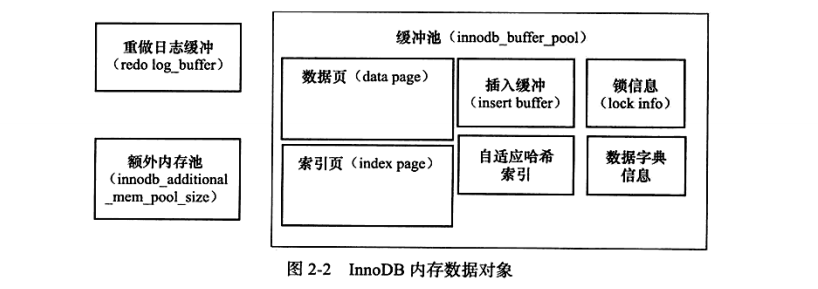 重做日志缓冲
（redo log_buffer）
额外内存池
（innodb_additional
_mem_pool_size）
缓冲池（innodb_buffer_pool）
数据页（data page）
插入缓冲
（insert buffer）
锁信息
（lock info）
索引页（index page）
自适应哈希
索引
数据字典
信息
图 2-2 InnoDB 内存数据对象